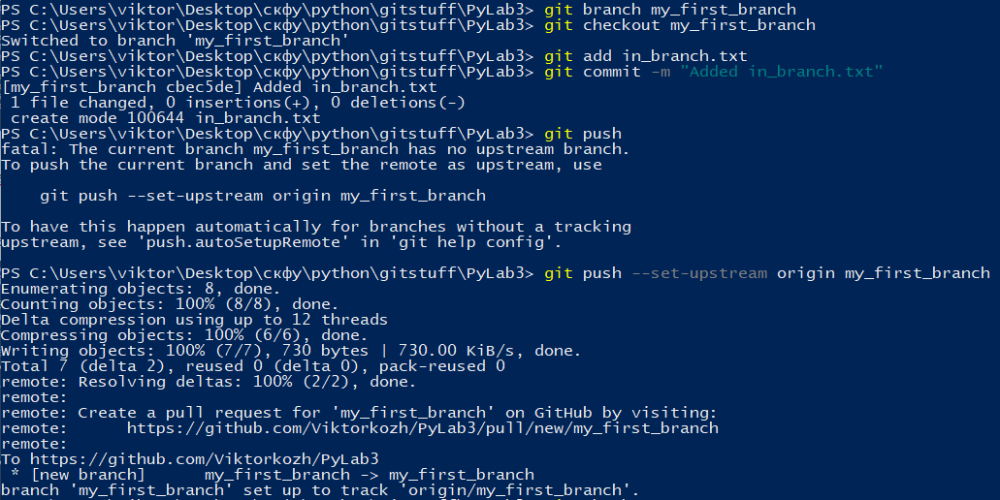 PS C:\Users\viktor\Desktop\скфу\python\gitstuff\PyLab3> git branch my_first_branch
PS C:\Users\viktor\Desktop\скфу\python\gitstuff\PyLab3> git checkout my_first_branch
Switched to branch 'my_first_branch'
PS C:\Users\viktor\Desktop\скфу\python\gitstuff\PyLab3> git add in_branch.txt
PS C:\Users\viktor\Desktop\скфу\python\gitstuff\PyLab3> git commit -m "Added in_branch.txt"
[my_first_branch cbec5de] Added in_branch.txt
 1 file changed, 0 insertions(+), 0 deletions(-)
 create mode 100644 in_branch.txt
PS C:\Users\viktor\Desktop\скфу\python\gitstuff\PyLab3> git push
fatal: The current branch my_first_branch has no upstream branch.
To push the current branch and set the remote as upstream, use

    git push --set-upstream origin my_first_branch

To have this happen automatically for branches without a tracking
upstream, see 'push.autoSetupRemote' in 'git help config'.

PS C:\Users\viktor\Desktop\скфу\python\gitstuff\PyLab3> git push --set-upstream origin my_first_branch
Enumerating objects: 8, done.
Counting objects: 100% (8/8), done.
Delta compression using up to 12 threads
Compressing objects: 100% (6/6), done.
Writing objects: 100% (7/7), 730 bytes | 730.00 KiB/s, done.
Total 7 (delta 2), reused 0 (delta 0), pack-reused 0
remote: Resolving deltas: 100% (2/2), done.
remote:
remote: Create a pull request for 'my_first_branch' on GitHub by visiting:
remote:      https://github.com/Viktorkozh/PyLab3/pull/new/my_first_branch
remote:
To https://github.com/Viktorkozh/PyLab3
 * [new branch]      my_first_branch -> my_first_branch
branch 'my_first_branch' set up to track 'origin/my_first_branch'.